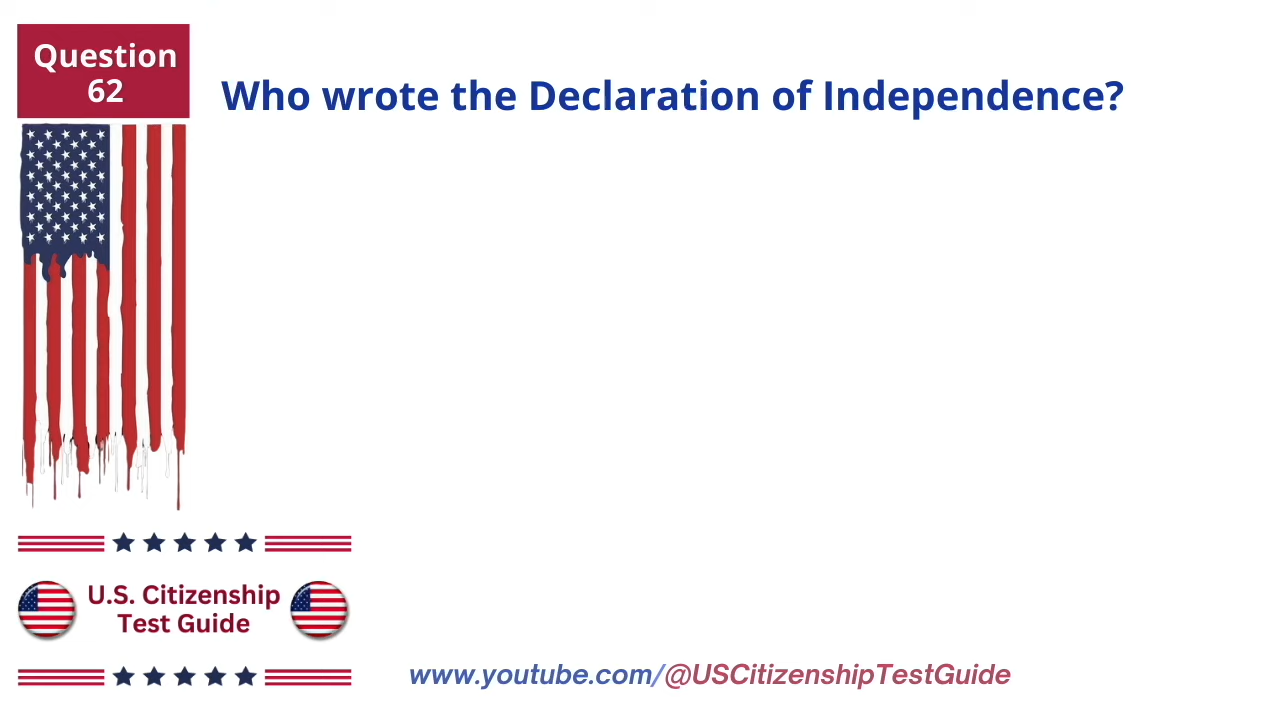 Question
62
Who wrote the Declaration of Independence?
U.S. Citizenship
Test Guide
www.youtube.com/@USCitizenshipTestGuide